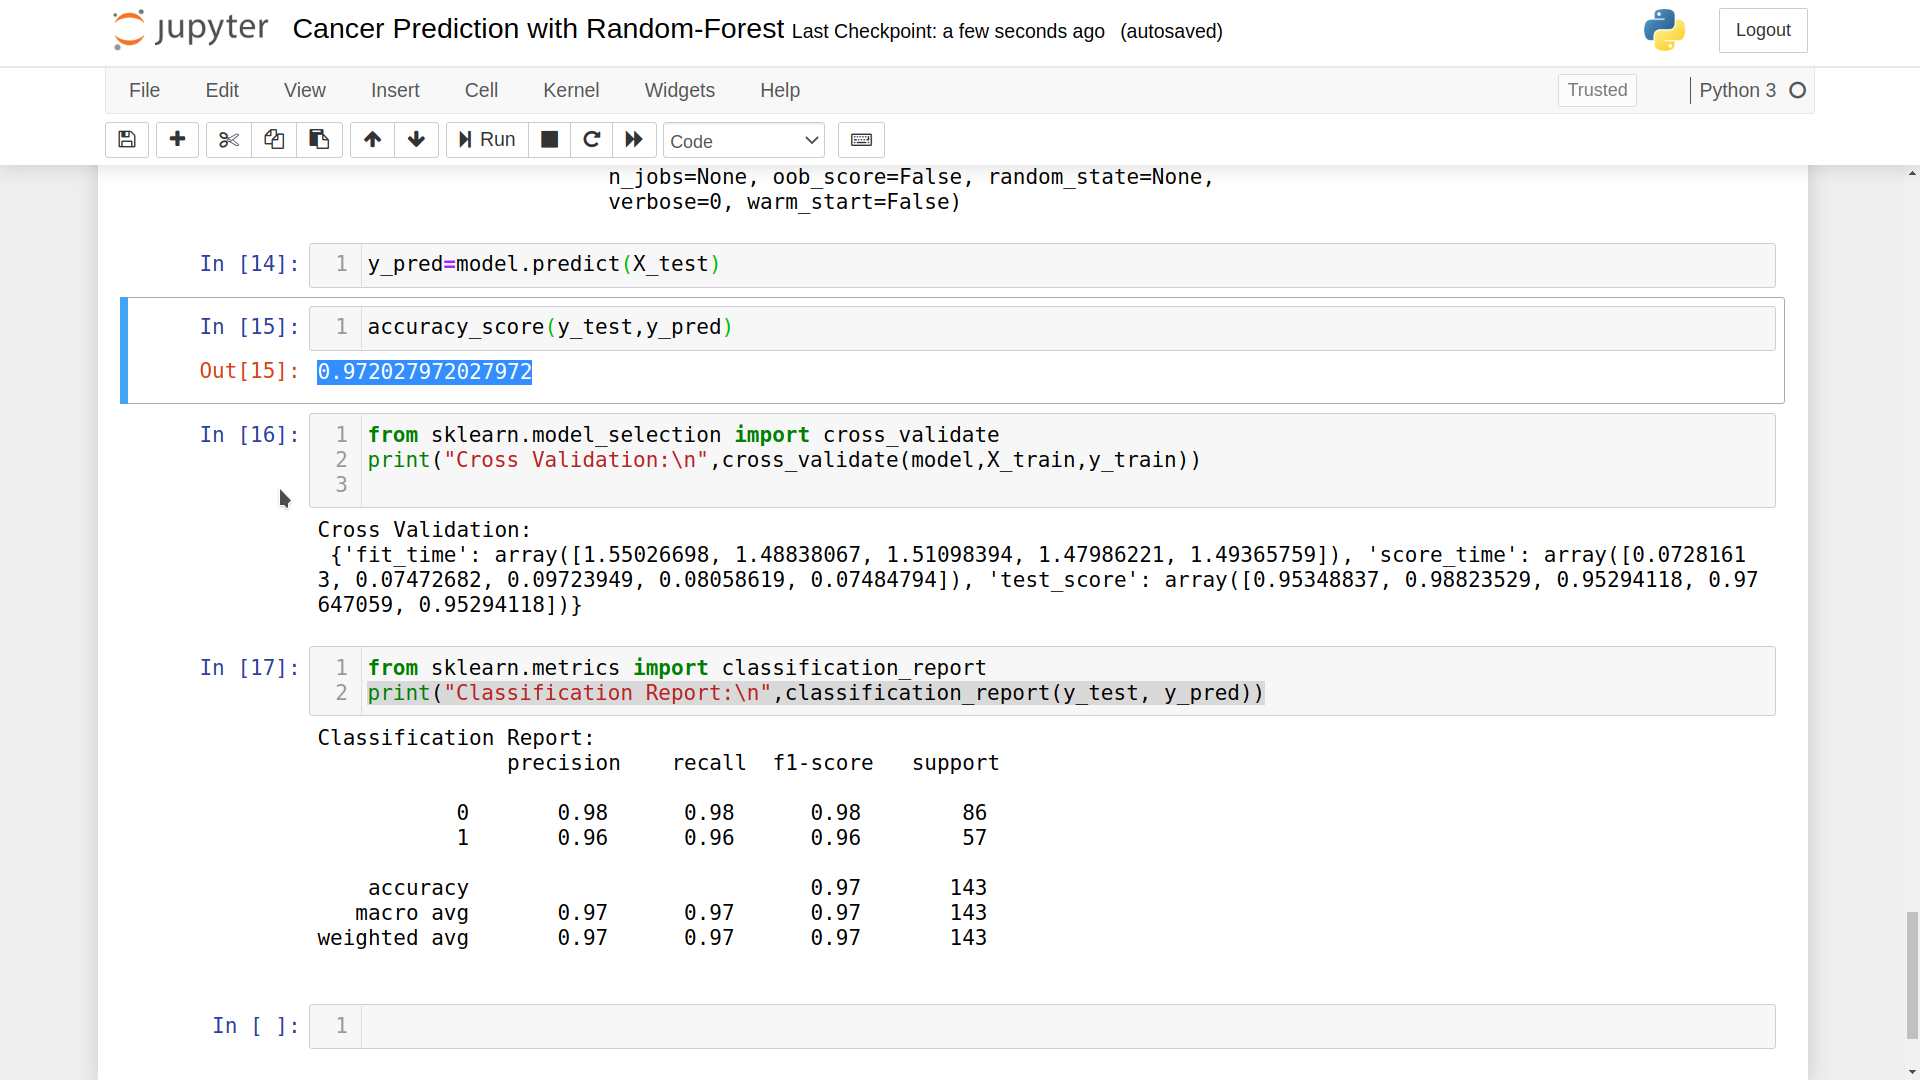 jupyter Cancer Prediction with Random-Forest Last Checkpoint: a few seconds ago (autosaved) Logout
File Edit View Insert Cell Kernel Widgets Help Trusted Python 3
Run Code
n_jobs=None, oob_score=False, random_state=None,
verbose=0, warm_start=False)
In [14]: 1 y_pred=model.predict(X_test)
In [15]: 1 accuracy_score(y_test,y_pred)
Out[15]: 0.972027972027972
In [16]: 1 from sklearn.model_selection import cross_validate
2 print("Cross Validation:\n",cross_validate(model,X_train,y_train))
3
Cross Validation:
{'fit_time': array([1.55026698, 1.48838067, 1.51098394, 1.47986221, 1.49365759]), 'score_time': array([0.0728161
3, 0.07472682, 0.09723949, 0.08058619, 0.07484794]), 'test_score': array([0.95348837, 0.98823529, 0.95294118, 0.97
647059, 0.95294118])}
In [17]: 1 from sklearn.metrics import classification_report
2 print("Classification Report:\n",classification_report(y_test, y_pred))
Classification Report:
precision recall f1-score support
0 0.98 0.98 0.98 86
1 0.96 0.96 0.96 57
accuracy 0.97 143
macro avg 0.97 0.97 0.97 143
weighted avg 0.97 0.97 0.97 143
In [ ]: 1